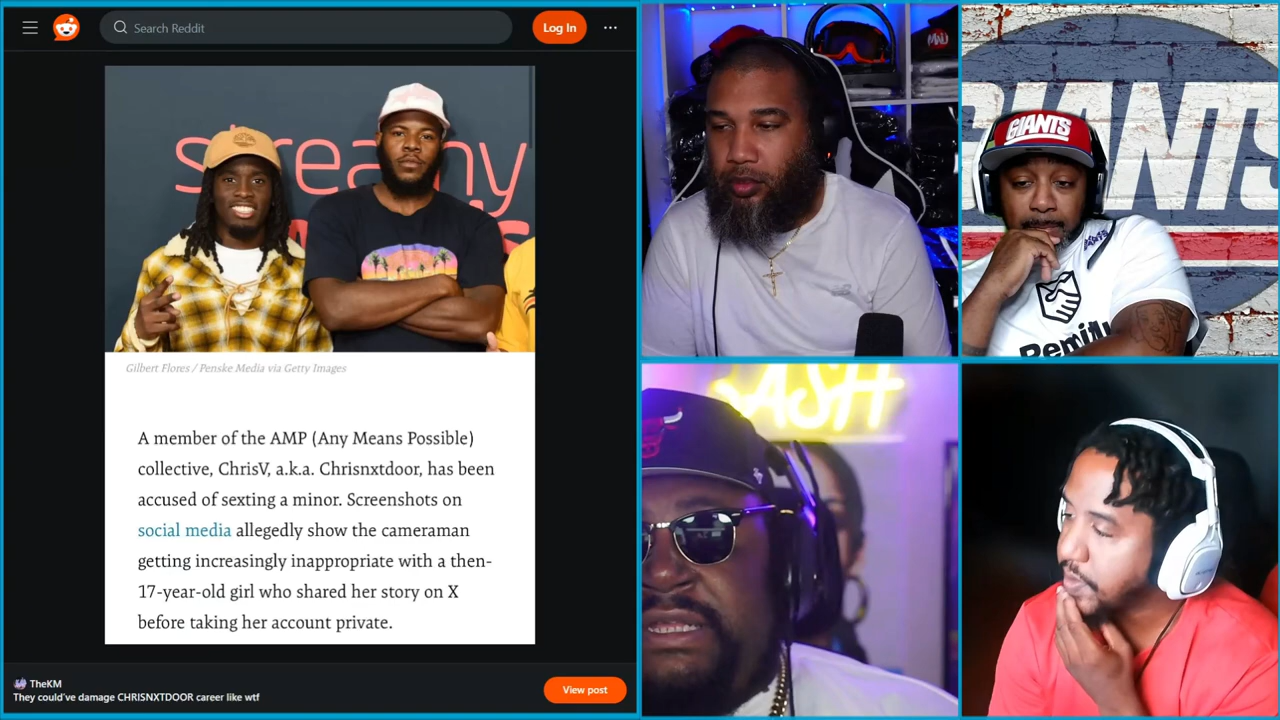 Search Reddit
Log In
streamy
Gilbert Flores / Penske Media via Getty Images
A member of the AMP (Any Means Possible)
collective, ChrisV, a.k.a. Chrisnxtdoor, has been
accused of sexting a minor. Screenshots on
social media allegedly show the cameraman
getting increasingly inappropriate with a then-
17-year-old girl who shared her story on X
before taking her account private.
TheKM
They could've damage CHRISNXTDOOR career like wtf
View post
GIANTS
GIANTS